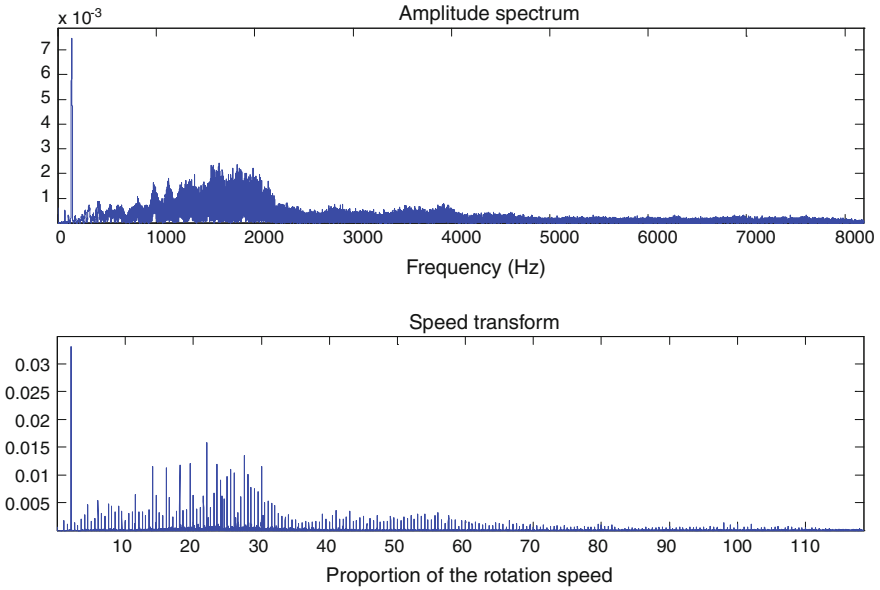 Amplitude spectrum
x 10-3
7
6
5
4
3
2
1
0 1000 2000 3000 4000 5000 6000 7000 8000
Frequency (Hz)
Speed transform
0.03
0.025
0.02
0.015
0.01
0.005
10 20 30 40 50 60 70 80 90 100 110
Proportion of the rotation speed